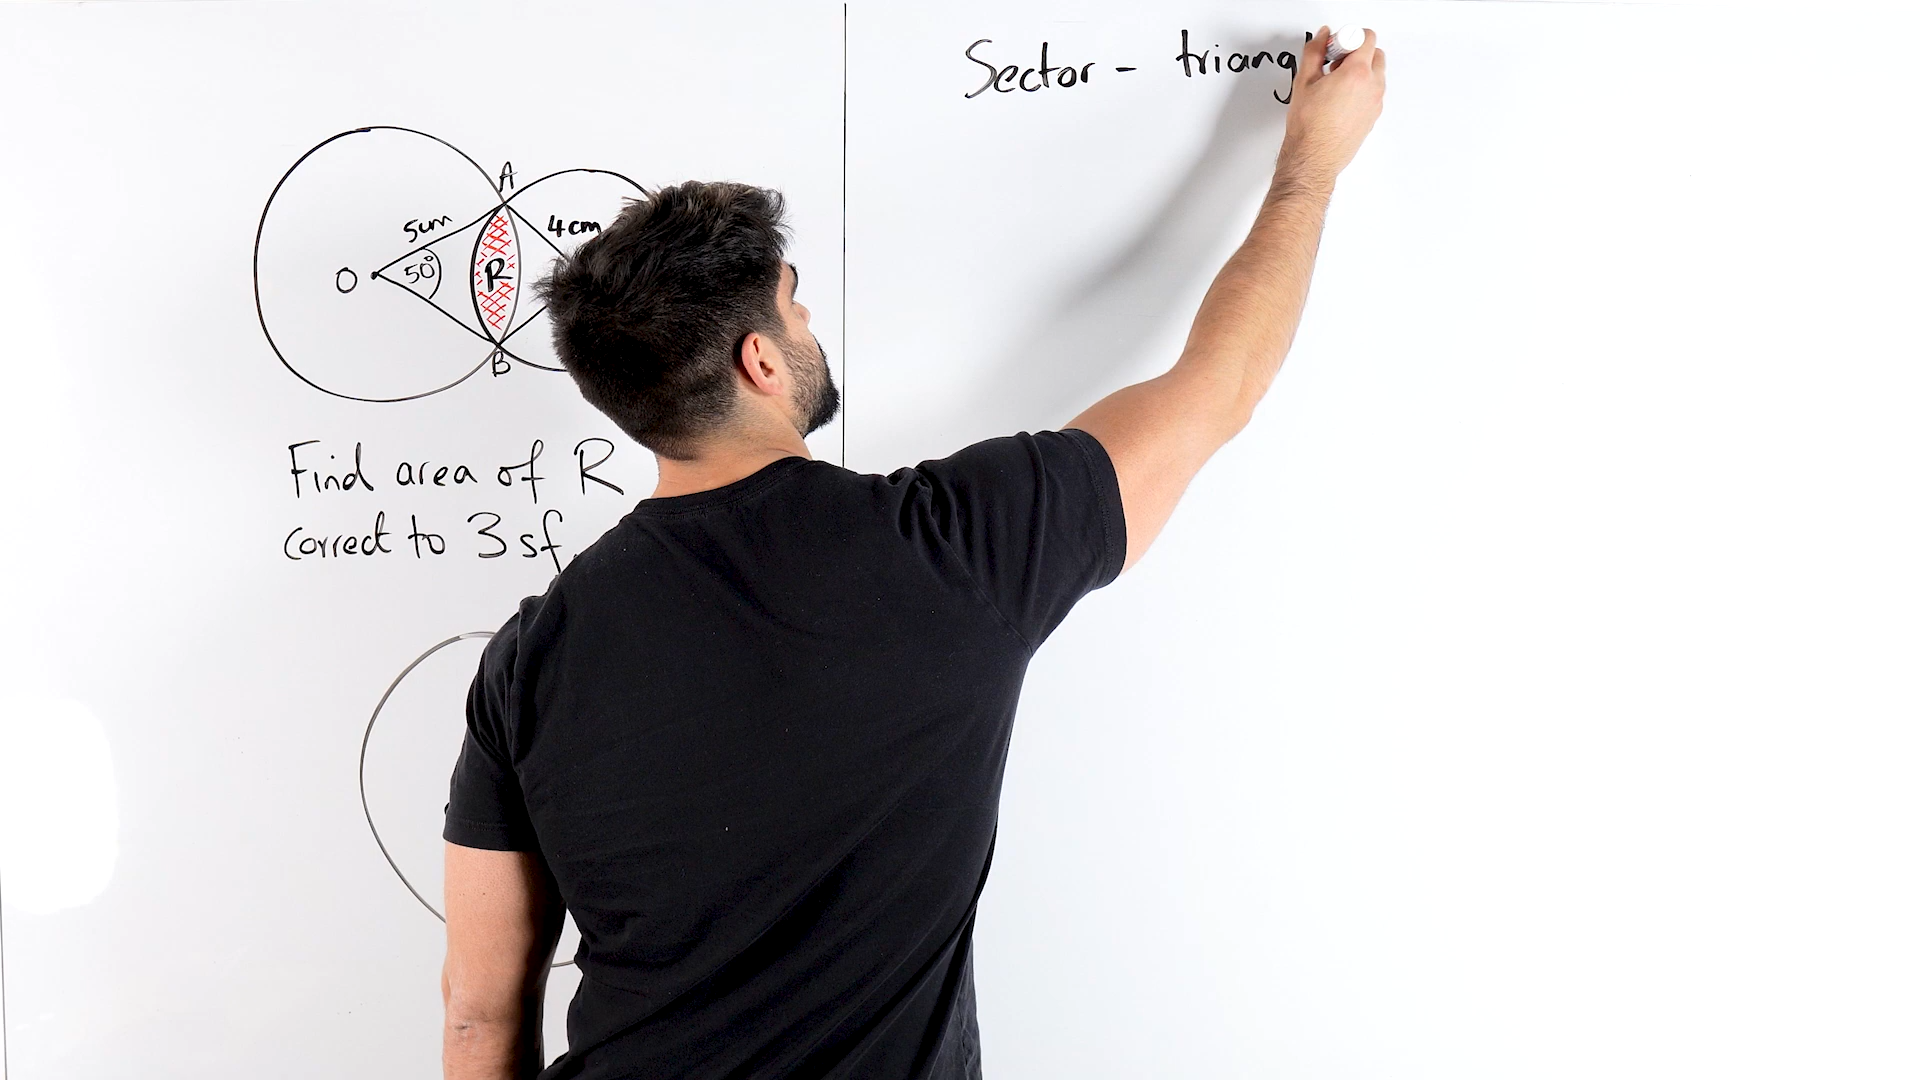 Sector - triang
A
5cm
4cm
O
50°
R
B
Find area of R
correct to 3 sf.